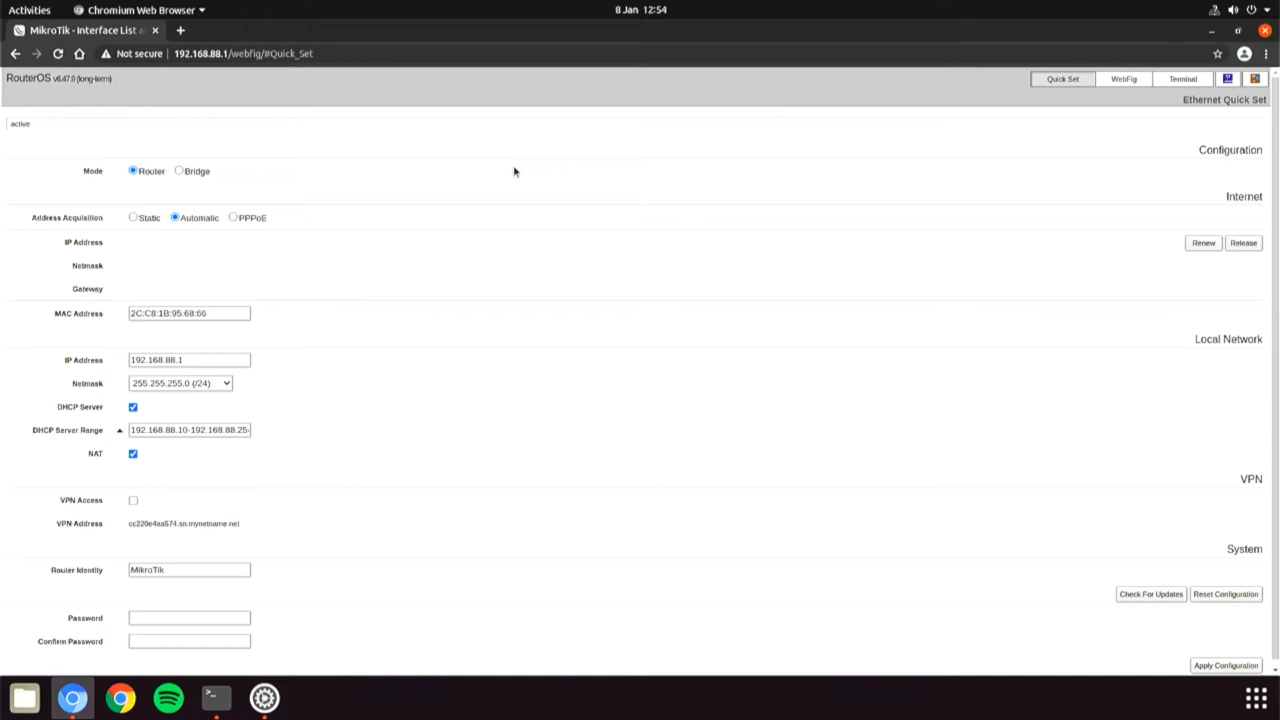 Activities Chromium Web Browser 8 Jan 12:54
MikroTik - Interface List a
Not secure 192.168.88.1/webfig/#Quick_Set
RouterOS v6.47.9 (long-term) Quick Set WebFig Terminal
Ethernet Quick Set
active
Configuration
Mode Router Bridge
Internet
Address Acquisition Static Automatic PPPoE
IP Address Renew Release
Netmask
Gateway
MAC Address 2C:C8:1B:95:68:66
Local Network
IP Address 192.168.88.1
Netmask 255.255.255.0 (/24)
DHCP Server
DHCP Server Range 192.168.88.10-192.168.88.25
NAT
VPN
VPN Access
VPN Address cc220e4aa574.sn.mynetname.net
System
Router Identity MikroTik
Check For Updates Reset Configuration
Password
Confirm Password
Apply Configuration